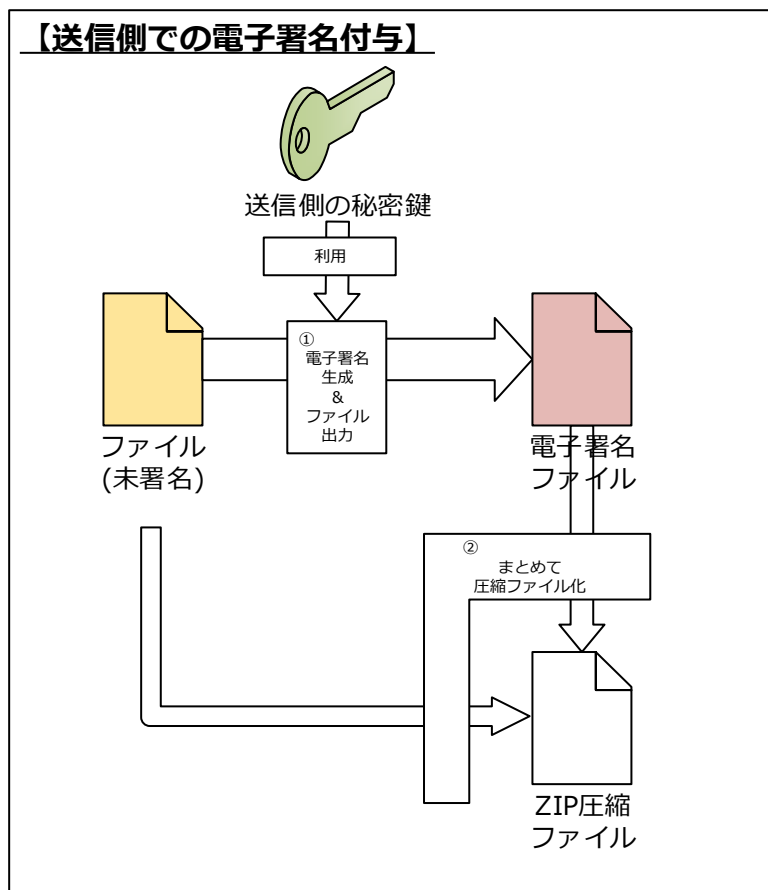 【送信側での電子署名付与】
送信側の秘密鍵
利用
①
電子署名
生成
&
ファイル
出力
ファイル
(未署名)
電子署名
ファイル
②
まとめて
圧縮ファイル化
ZIP圧縮
ファイル